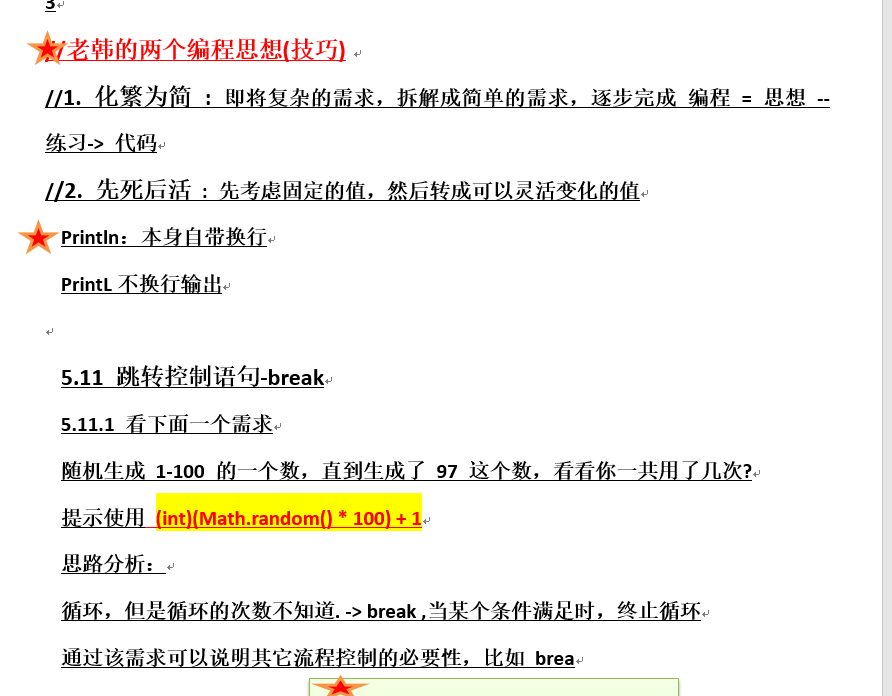 3
//老韩的两个编程思想(技巧)
//1. 化繁为简 : 即将复杂的需求，拆解成简单的需求，逐步完成 编程 = 思想 --
练习-> 代码
//2. 先死后活 : 先考虑固定的值，然后转成可以灵活变化的值
Println：本身自带换行
PrintL 不换行输出
5.11 跳转控制语句-break
5.11.1 看下面一个需求
随机生成 1-100 的一个数，直到生成了 97 这个数，看看你一共用了几次?
提示使用 (int)(Math.random() * 100) + 1
思路分析：
循环，但是循环的次数不知道. -> break ,当某个条件满足时，终止循环
通过该需求可以说明其它流程控制的必要性，比如 brea